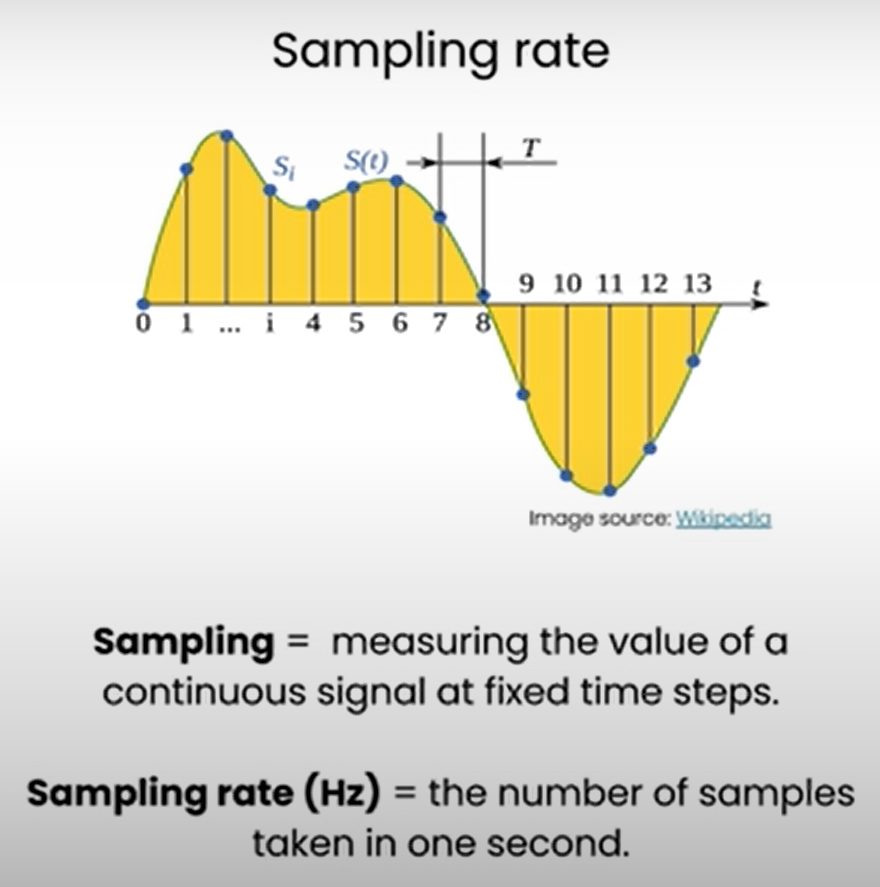 Sampling rate
Sᵢ S(t) T
9 10 11 12 13 t
0 1 ... i 4 5 6 7 8
Image source: Wikipedia
Sampling = measuring the value of a
continuous signal at fixed time steps.
Sampling rate (Hz) = the number of samples
taken in one second.